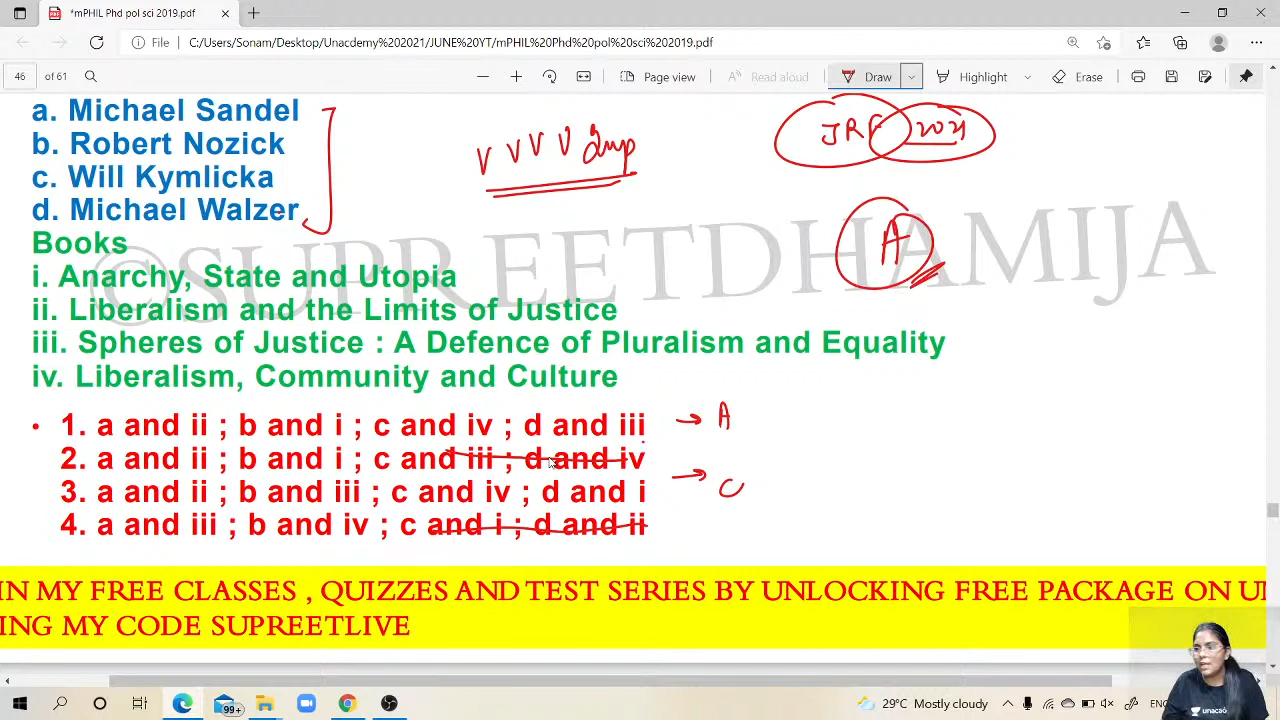 *mPHIL Phd pol sci 2019.pdf
File
C:/Users/Sonam/Desktop/Unacdemy%202021/JUNE%20YT/mPHIL%20Phd%20pol%20sci%202019.pdf
46 of 61
Page view
Read aloud
Draw
Highlight
Erase
a. Michael Sandel
b. Robert Nozick
c. Will Kymlicka
d. Michael Walzer
V V V V Imp
JRF 2021
A
©SUPREETDHAMIJA
Books
i. Anarchy, State and Utopia
ii. Liberalism and the Limits of Justice
iii. Spheres of Justice : A Defence of Pluralism and Equality
iv. Liberalism, Community and Culture
• 1. a and ii ; b and i ; c and iv ; d and iii → A
2. a and ii ; b and i ; c and iii ; d and iv
3. a and ii ; b and iii ; c and iv ; d and i → C
4. a and iii ; b and iv ; c and i ; d and ii
IN MY FREE CLASSES , QUIZZES AND TEST SERIES BY UNLOCKING FREE PACKAGE ON
ING MY CODE SUPREETLIVE
99+
29°C Mostly cloudy
ENG